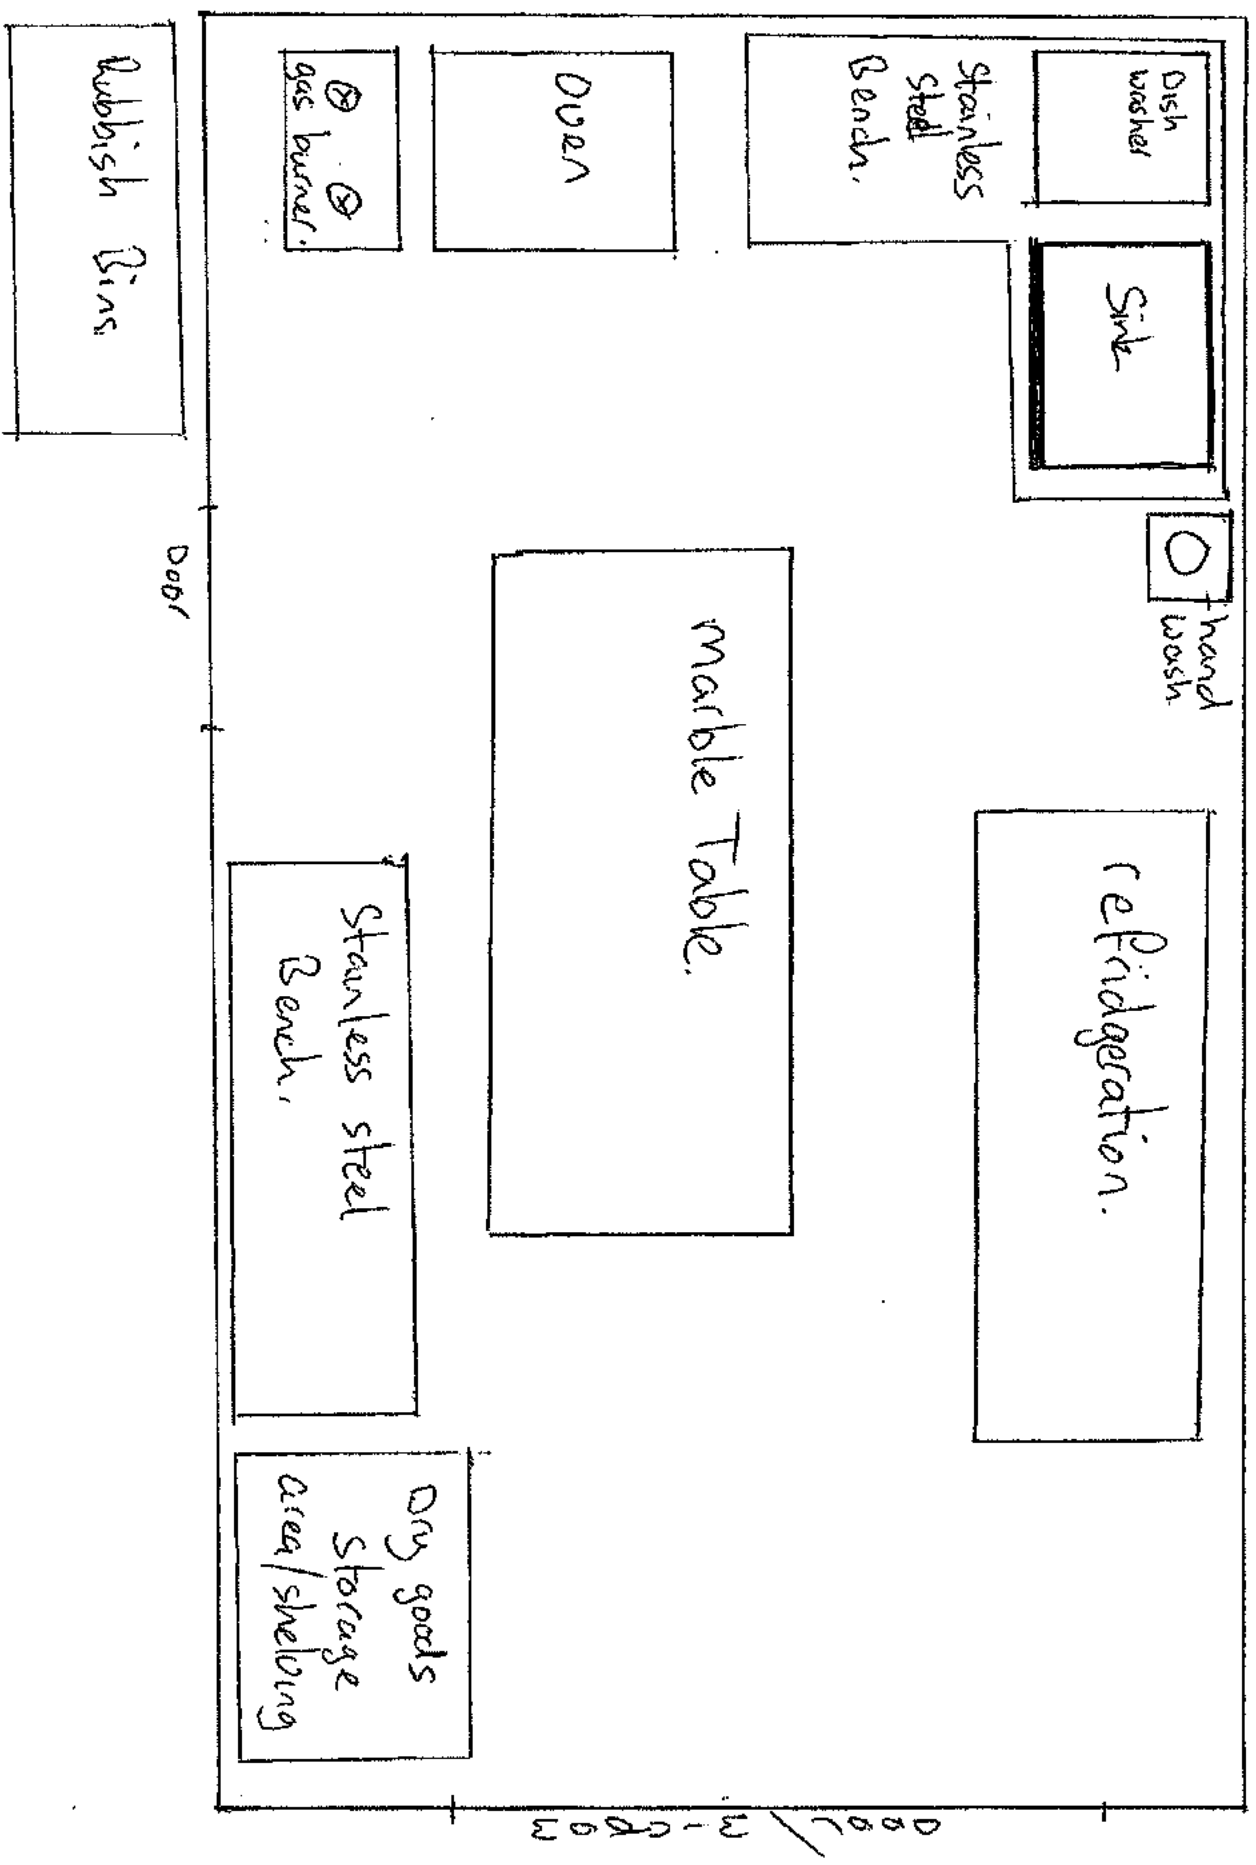 Dish
washer
Sink
hand
wash
refridgeration.
Stainless
Steel
Bench.
marble Table.
Door/
Window
Oven
gas burner.
Stainless steel
Bench.
Dry goods
Storage
area/shelving
Door
Rubbish Bins